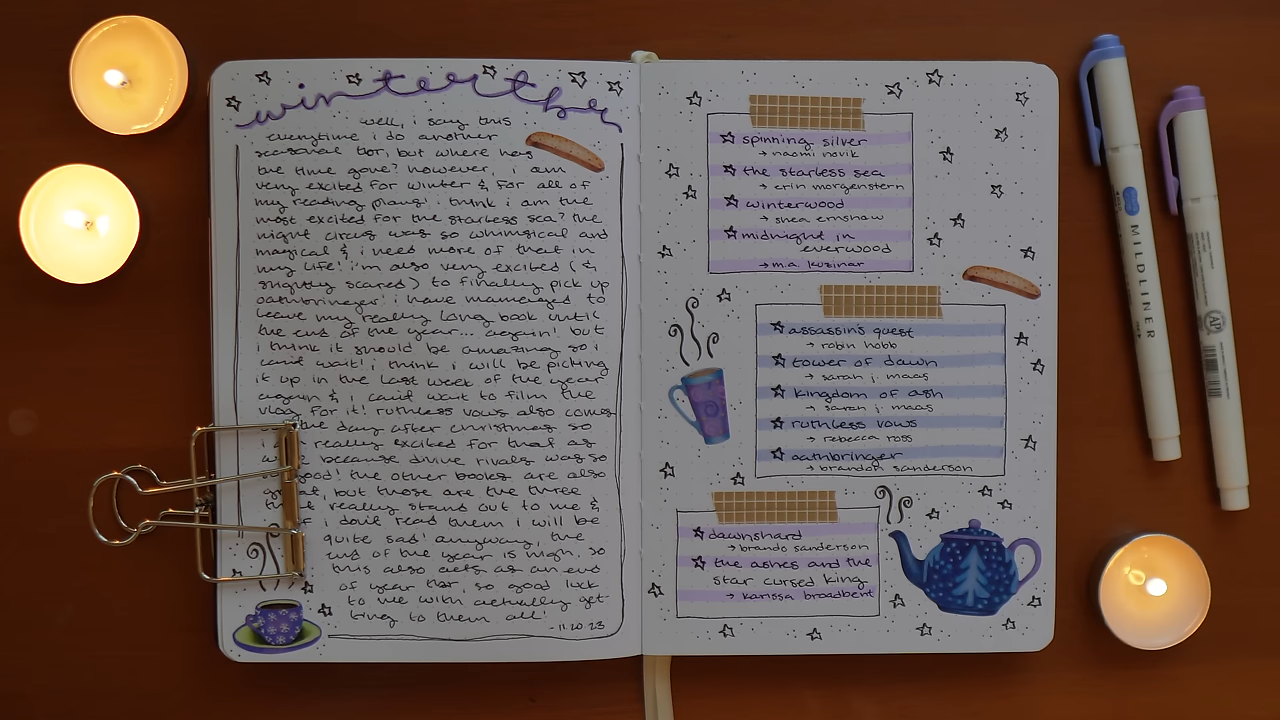 winter tbr
well, i say this
everytime i do another
seasonal tbr, but where has
the time gone? however, i am
very excited for winter & for all of
my reading plans! i think i am the
most excited for the starless sea? the
night circus was so whimsical and
magical & i need more of that in
my life! i'm also very excited (&
slightly scared) to finally pick up
oathbringer! i have mameged to
leave my really long book until
the end of the year... again! but
i think it should be amazing so i
can't wait! i think i will be picking
it up in the last week of the year
again & i can't wait to film the
vlog for it! ruthless vows also comes
the day after christmas so
really excited for that as
because divine rivals was so
good! the other books are also
great, but those are the three
that really stand out to me &
if i don't read them i will be
quite sad! anyway, the
end of the year is nigh. so
this also acts as an end
of year tbr, so good luck
to me with actually get-
ting to them all!
- 11.20.23
spinning silver
→ naomi novik
the starless sea
→ erin morgenstern
winterwood
→ shea ernshaw
midnight in
everwood
→ m.a. kuzinar
assassin's quest
→ robin hobb
tower of dawn
→ sarah j. maas
kingdom of ash
→ sarah j. maas
ruthless vows
→ rebecca ross
oathbringer
→ brandon sanderson
dawnshard
→ brando sanderson
the ashes and the
star cursed king
→ karissa broadbent
MILDLINER
AP